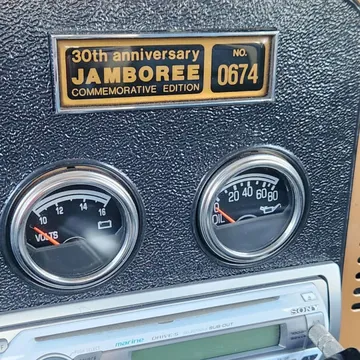 30th anniversary
JAMBOREE
COMMEMORATIVE EDITION
NO.
0674
10 12 14 16
VOLTS
0 20 40 60 80
OIL
SONY
marine